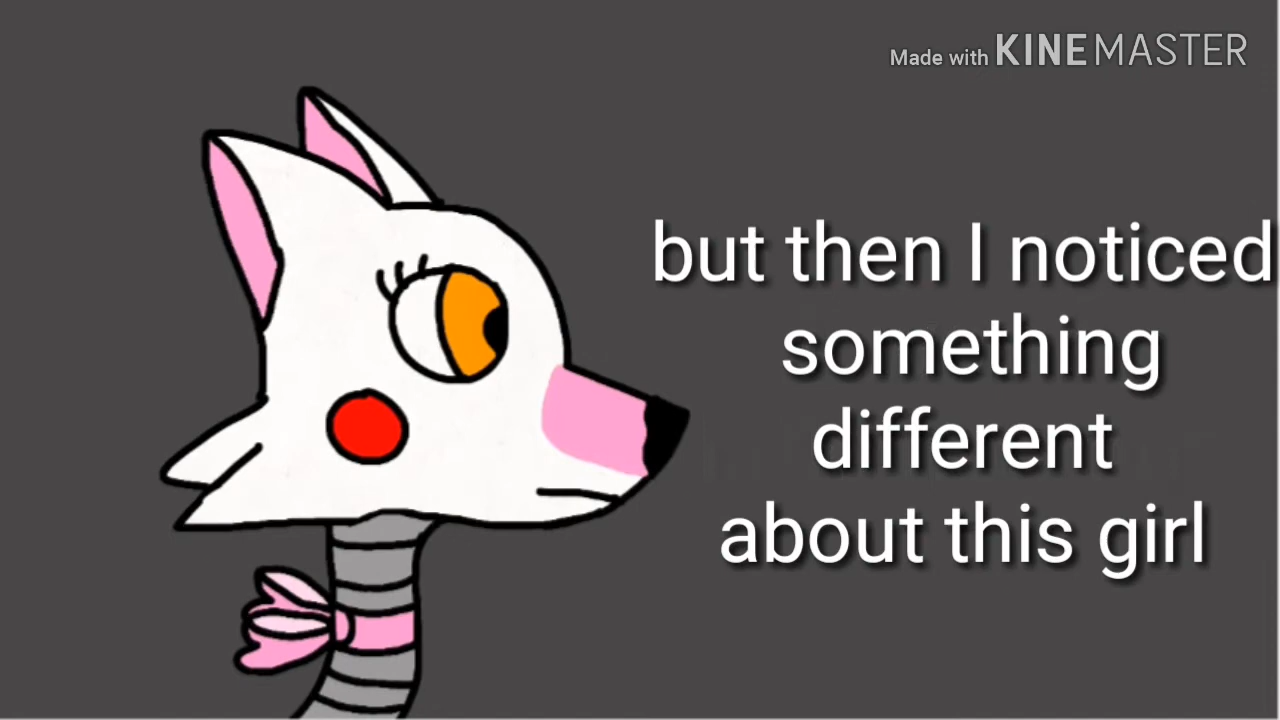 Made with KINEMASTER
but then I noticed
something
different
about this girl